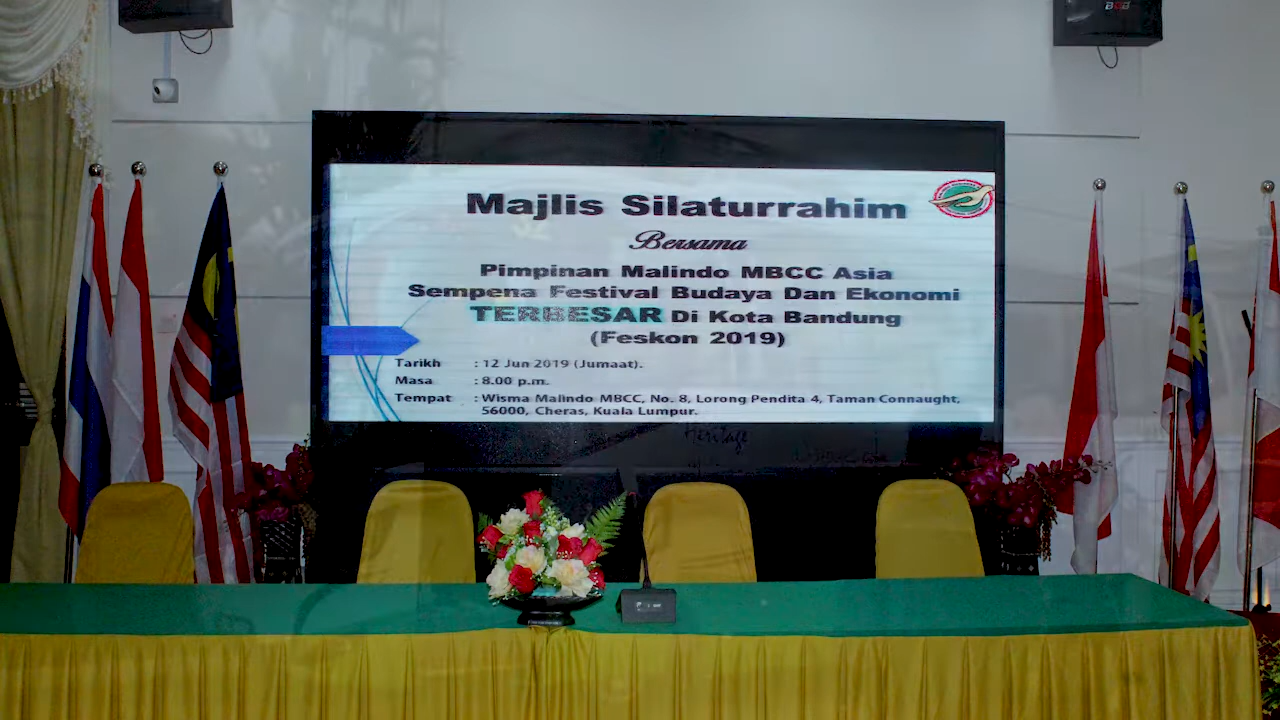 Majlis Silaturrahim
Bersama
Pimpinan Malindo MBCC Asia
Sempena Festival Budaya Dan Ekonomi
TERBESAR Di Kota Bandung
(Feskon 2019)
Tarikh : 12 Jun 2019 (Jumaat).
Masa : 8.00 p.m.
Tempat : Wisma Malindo MBCC, No. 8, Lorong Pendita 4, Taman Connaught,
56000, Cheras, Kuala Lumpur.
Heritage